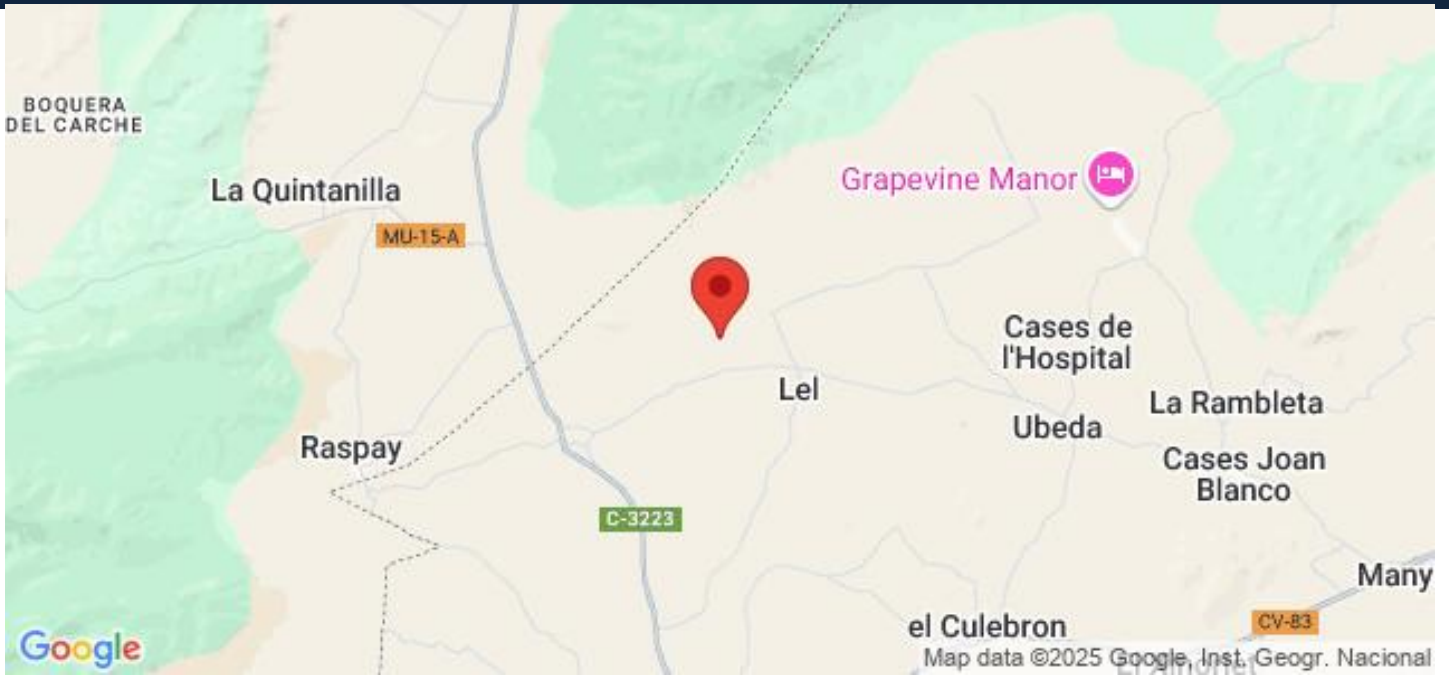 BOQUERA
DEL CARCHE
La Quintanilla
MU-15-A
Grapevine Manor
Cases de
l'Hospital
Lel
La Rambleta
Ubeda
Raspay
Cases Joan
Blanco
C-3223
Many
el Culebron
CV-83
Google
Map data ©2025 Google, Inst. Geogr. Nacional